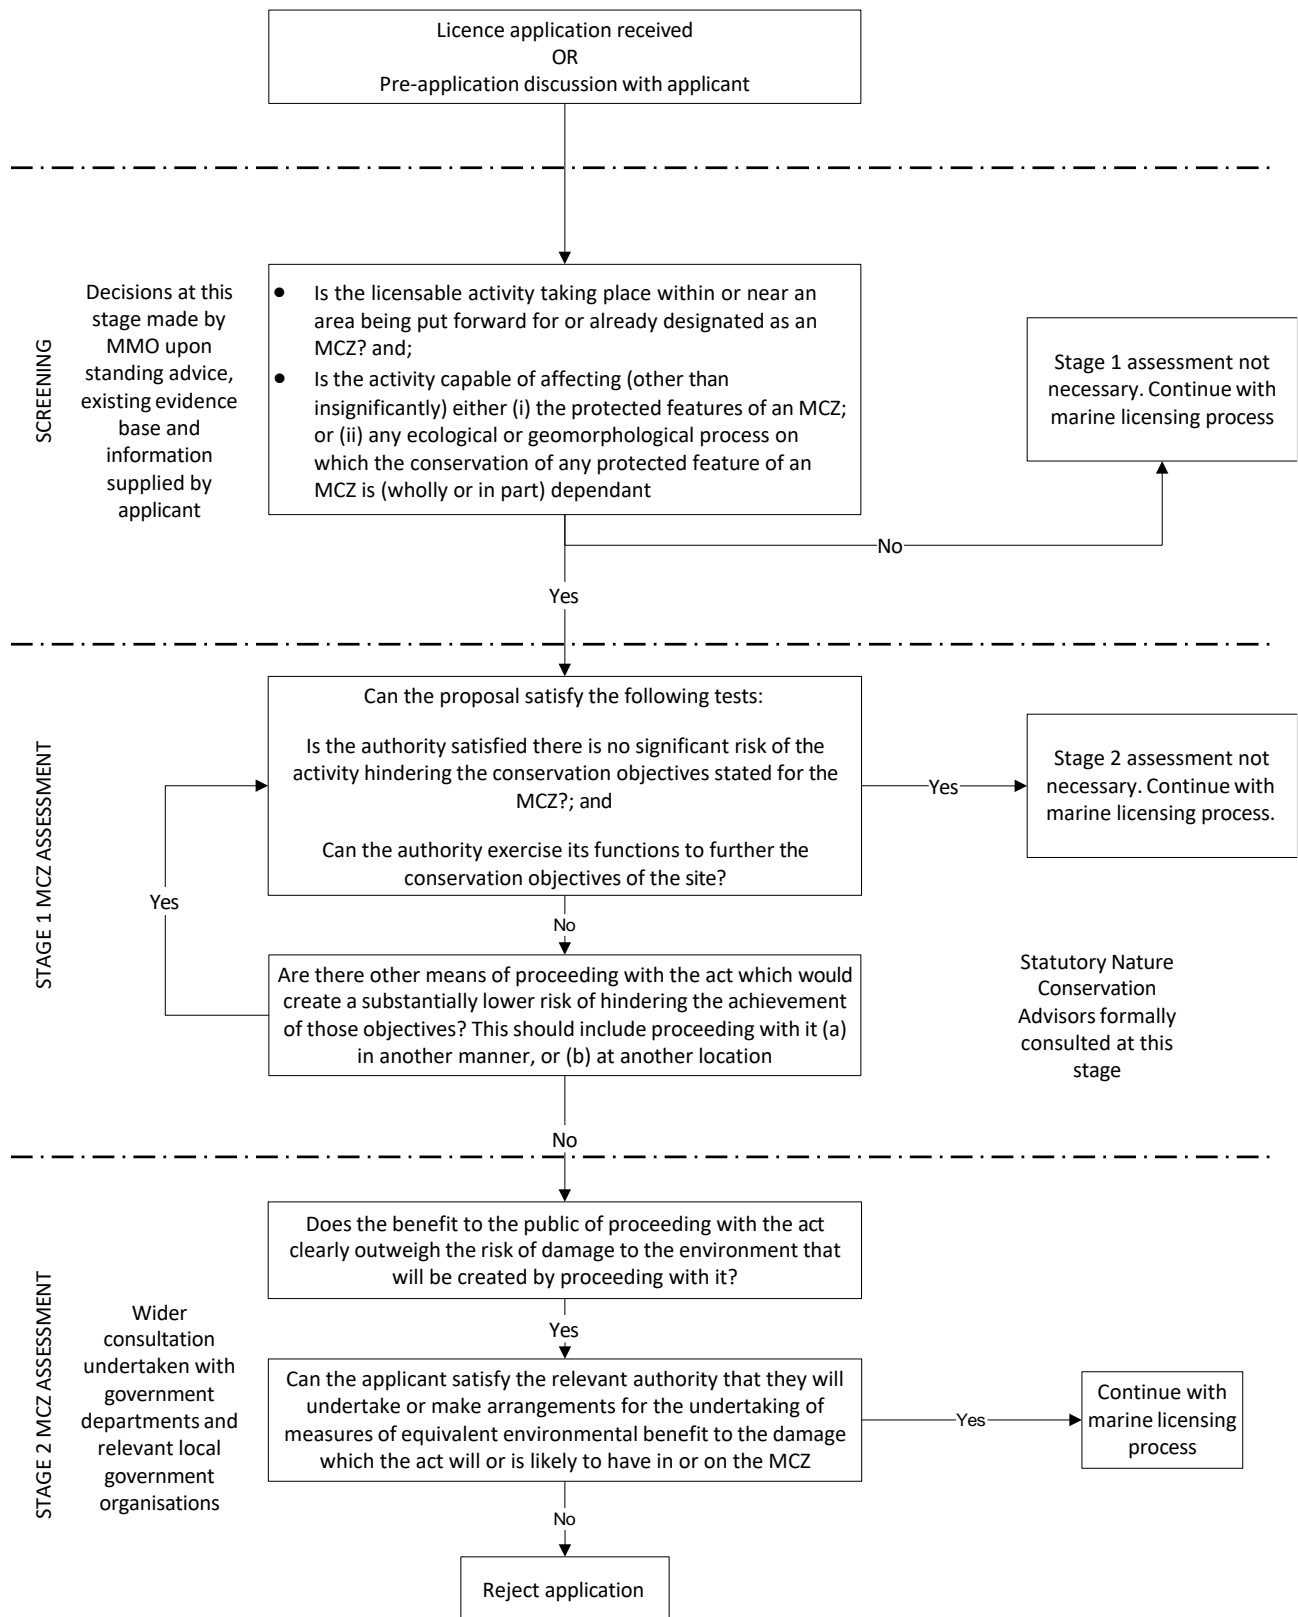 Licence application received
OR
Pre-application discussion with applicant
SCREENING
Decisions at this
stage made by
MMO upon
standing advice,
existing evidence
base and
information
supplied by
applicant
● Is the licensable activity taking place within or near an
area being put forward for or already designated as an
MCZ? and;
● Is the activity capable of affecting (other than
insignificantly) either (i) the protected features of an MCZ;
or (ii) any ecological or geomorphological process on
which the conservation of any protected feature of an
MCZ is (wholly or in part) dependant
Stage 1 assessment not
necessary. Continue with
marine licensing process
No
Yes
STAGE 1 MCZ ASSESSMENT
Can the proposal satisfy the following tests:
Is the authority satisfied there is no significant risk of the
activity hindering the conservation objectives stated for the
MCZ?; and
Can the authority exercise its functions to further the
conservation objectives of the site?
Yes
Stage 2 assessment not
necessary. Continue with
marine licensing process.
Yes
No
Are there other means of proceeding with the act which would
create a substantially lower risk of hindering the achievement
of those objectives? This should include proceeding with it (a)
in another manner, or (b) at another location
Statutory Nature
Conservation
Advisors formally
consulted at this
stage
No
STAGE 2 MCZ ASSESSMENT
Wider
consultation
undertaken with
government
departments and
relevant local
government
organisations
Does the benefit to the public of proceeding with the act
clearly outweigh the risk of damage to the environment that
will be created by proceeding with it?
Yes
Can the applicant satisfy the relevant authority that they will
undertake or make arrangements for the undertaking of
measures of equivalent environmental benefit to the damage
which the act will or is likely to have in or on the MCZ
Yes
Continue with
marine licensing
process
No
Reject application